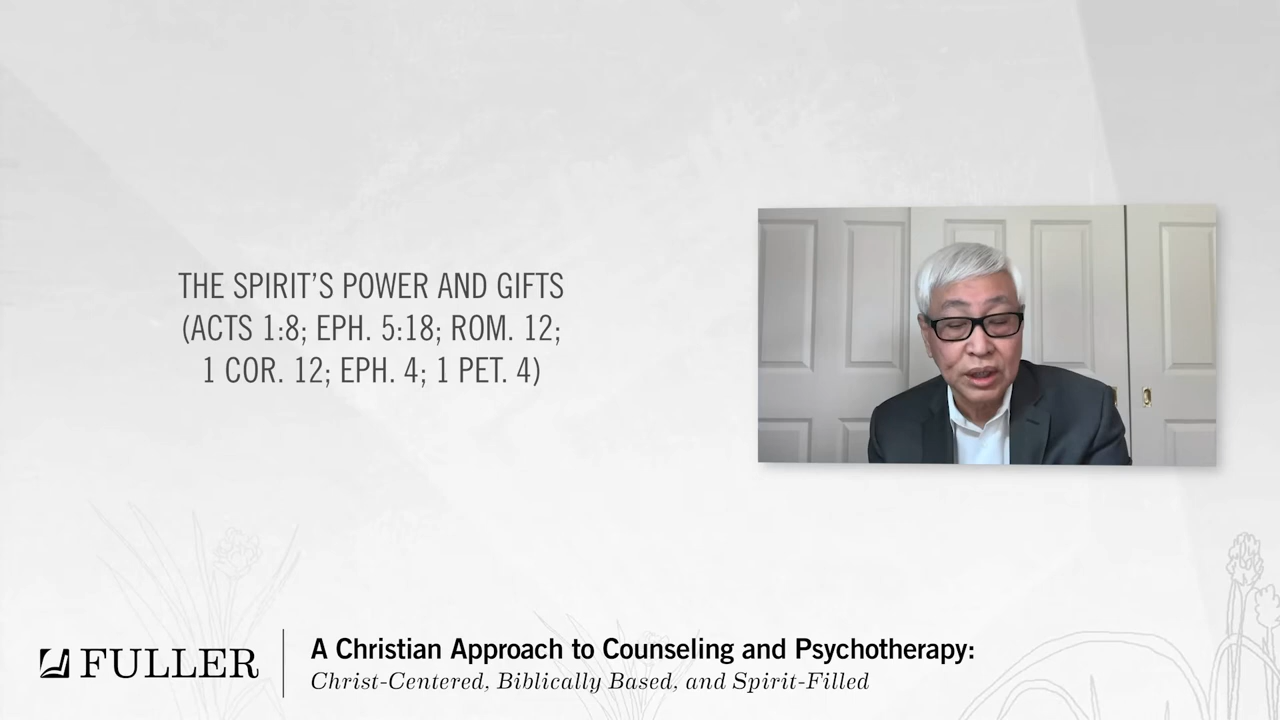 THE SPIRIT’S POWER AND GIFTS
(ACTS 1:8; EPH. 5:18; ROM. 12;
1 COR. 12; EPH. 4; 1 PET. 4)
FULLER
A Christian Approach to Counseling and Psychotherapy:
Christ-Centered, Biblically Based, and Spirit-Filled